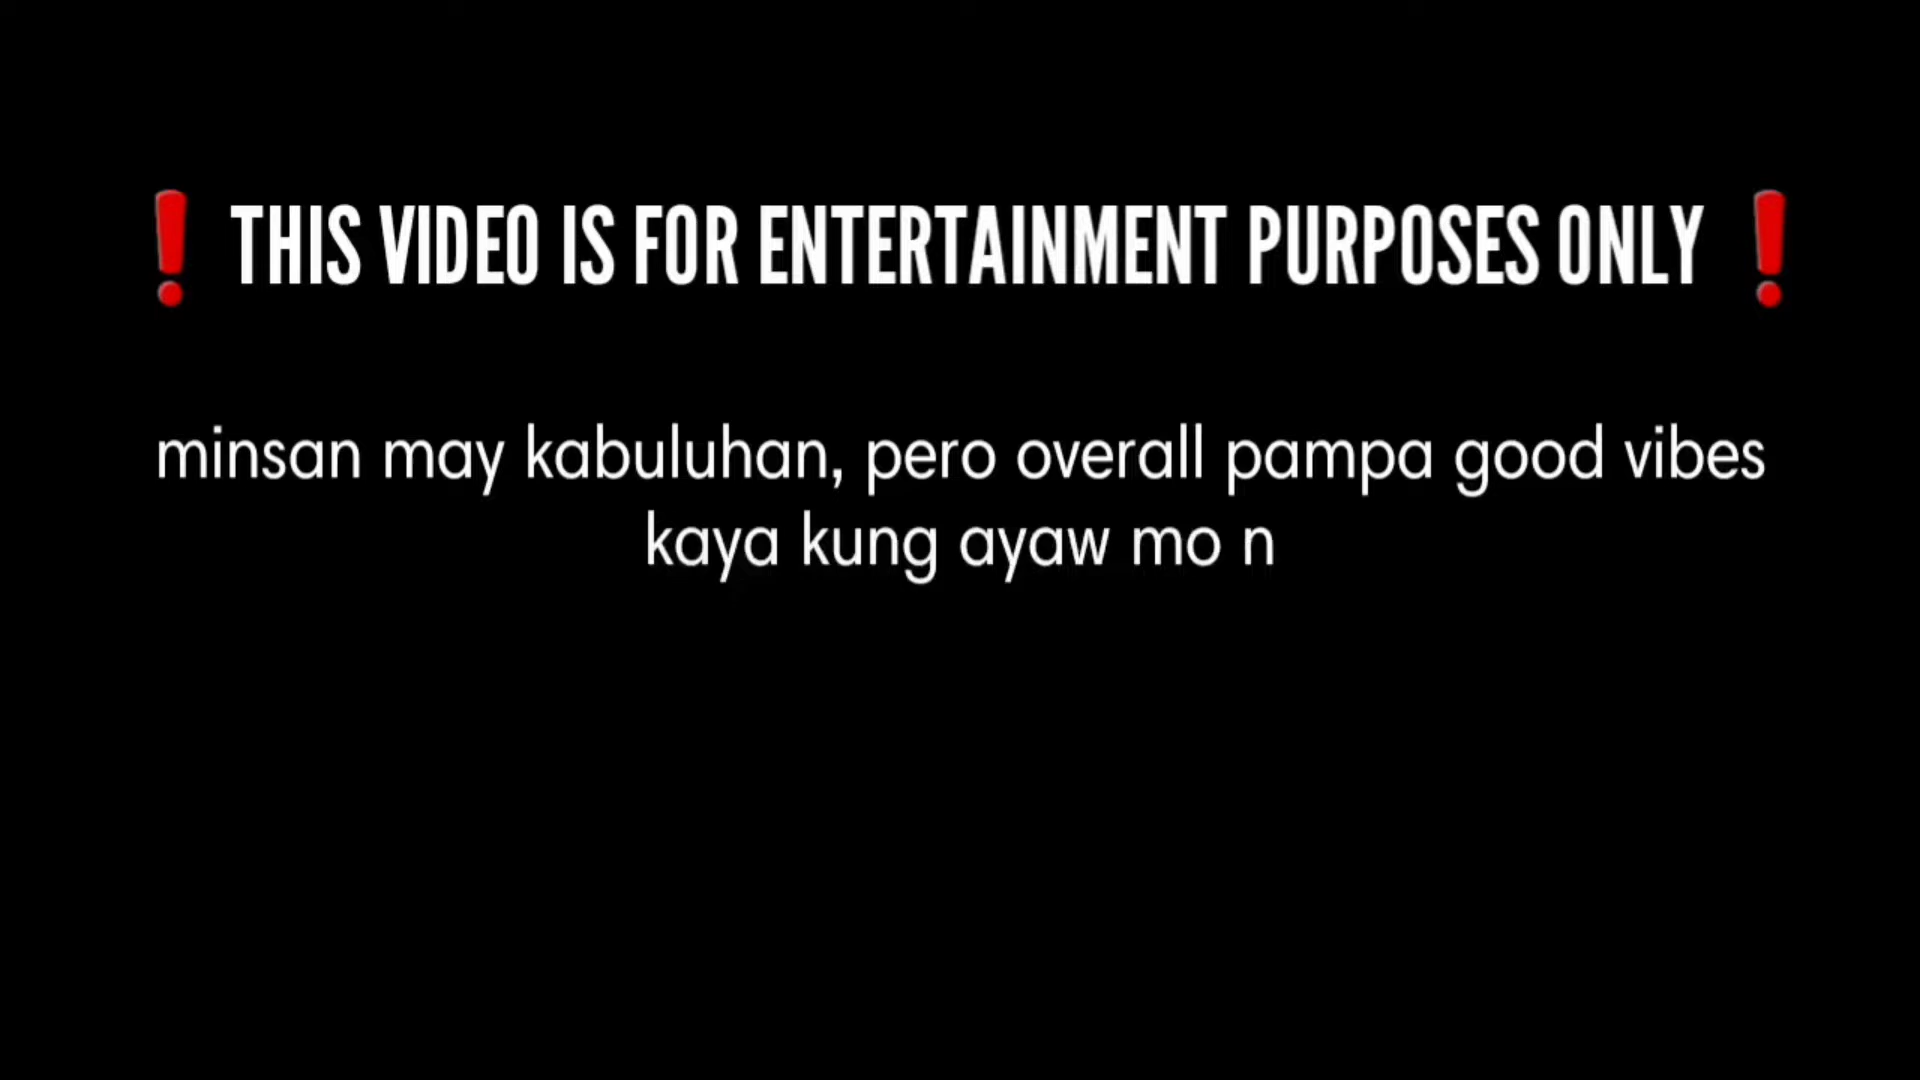 ❗ THIS VIDEO IS FOR ENTERTAINMENT PURPOSES ONLY ❗
minsan may kabuluhan, pero overall pampa good vibes
kaya kung ayaw mo n